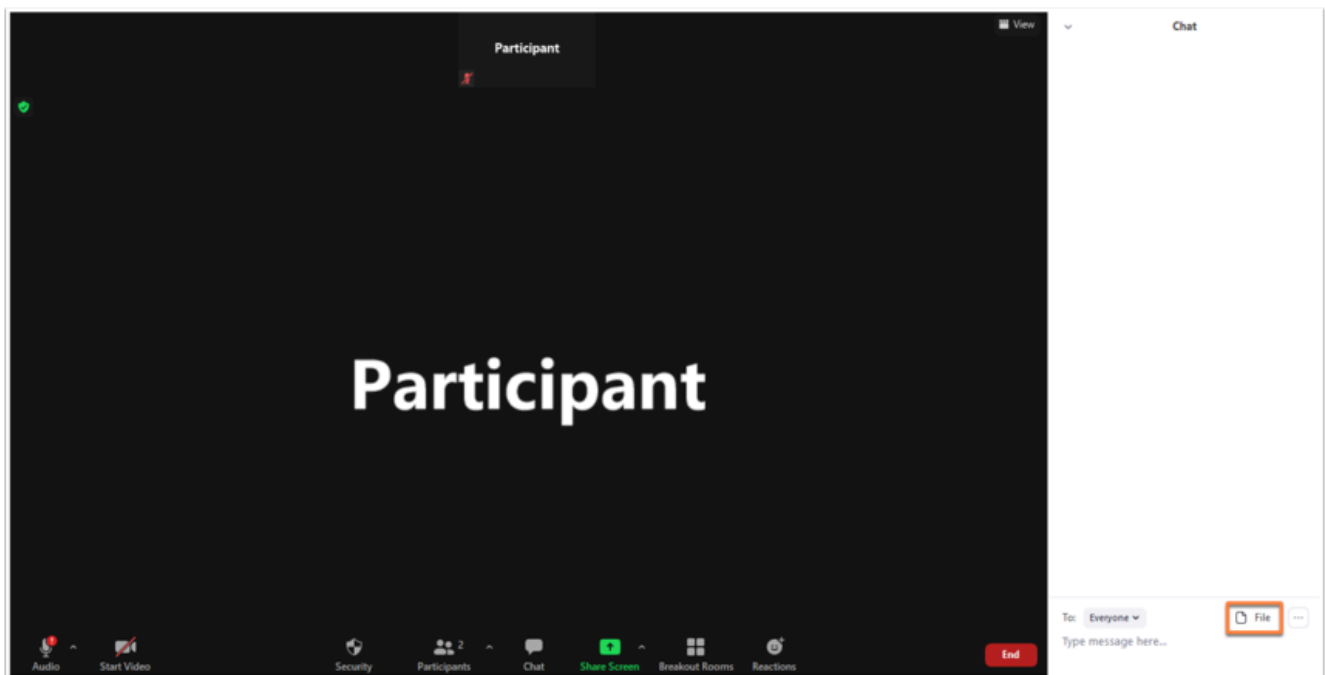 View
Participant
Participant
Chat
To: Everyone
File
Type message here...
Audio
Start Video
Security
Participants
2
Chat
Share Screen
Breakout Rooms
Reactions
End